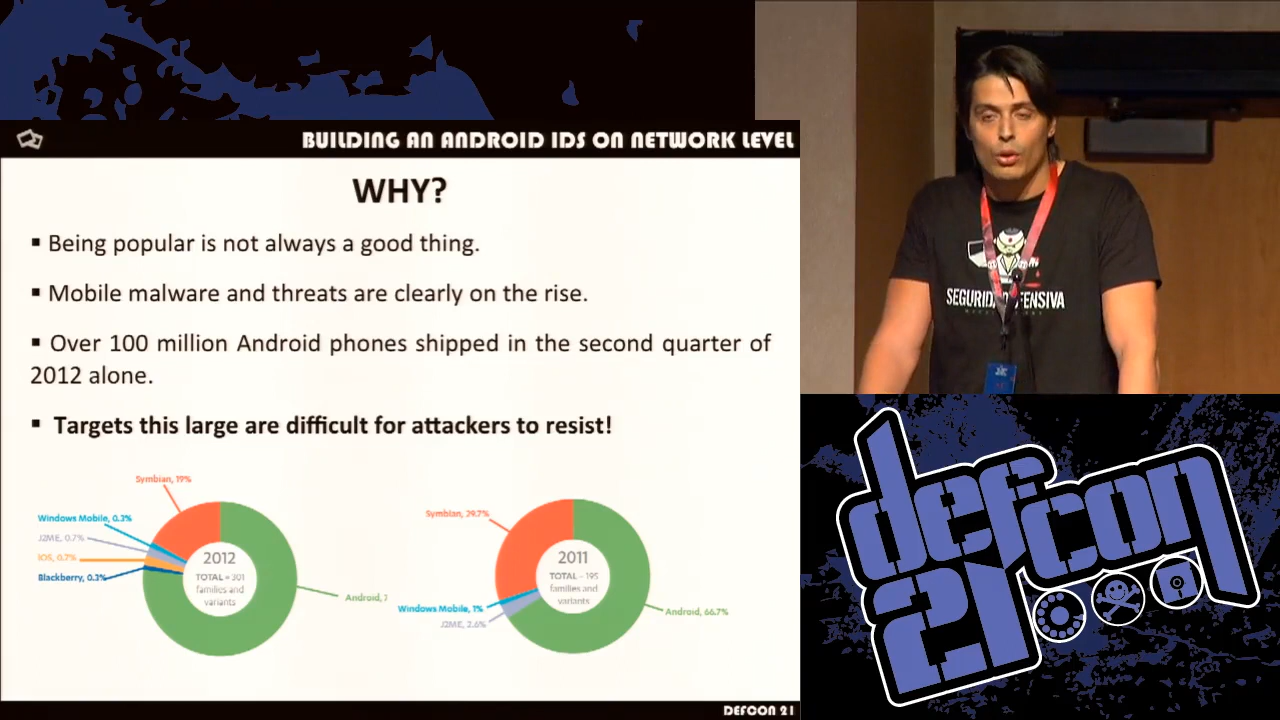 BUILDING AN ANDROID IDS ON NETWORK LEVEL
WHY?
▪ Being popular is not always a good thing.
▪ Mobile malware and threats are clearly on the rise.
▪ Over 100 million Android phones shipped in the second quarter of
2012 alone.
▪ Targets this large are difficult for attackers to resist!
Symbian, 19%
Windows Mobile, 0.3%
J2ME, 0.7%
iOS, 0.7%
Blackberry, 0.3%
2012
TOTAL = 301
families and
variants
Android, 7
Symbian, 29.7%
Windows Mobile, 1%
J2ME, 2.6%
2011
TOTAL = 195
families and
variants
Android, 66.7%
DEFCON 21
SEGURIDAD OFENSIVA
defcon
21